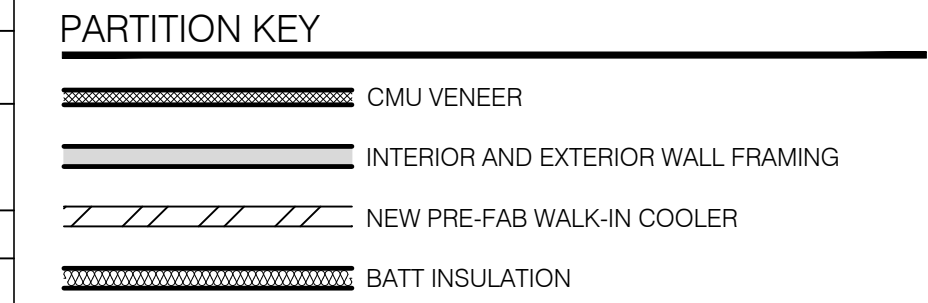 PARTITION KEY
CMU VENEER
INTERIOR AND EXTERIOR WALL FRAMING
NEW PRE-FAB WALK-IN COOLER
BATT INSULATION